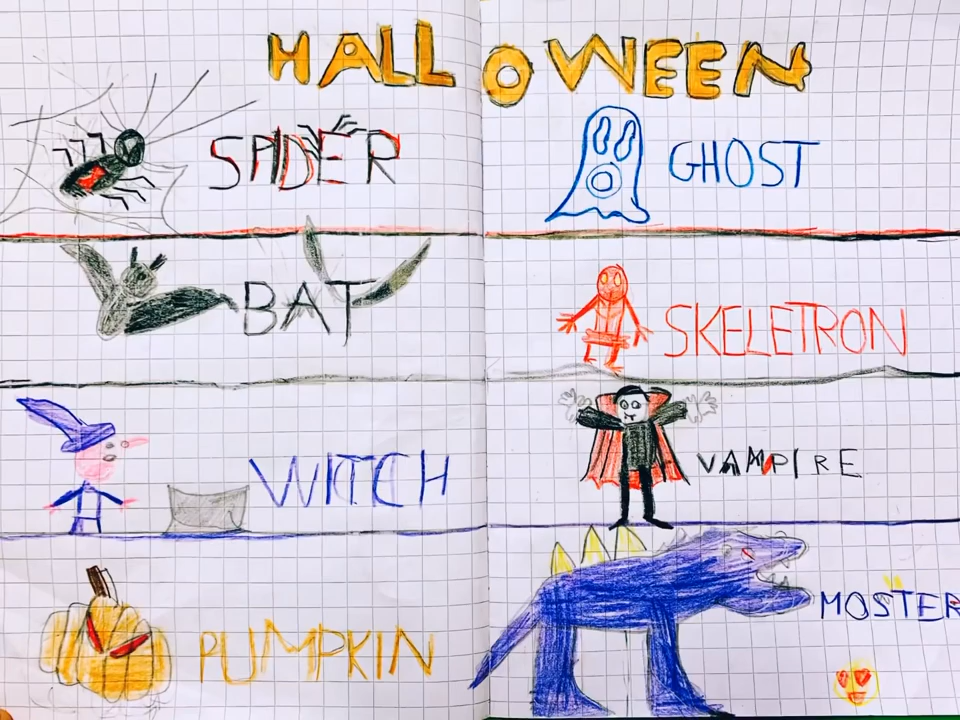 HALLOWEEN
SPIDER
GHOST
BAT
SKELETRON
WITCH
VAMPIRE
PUMPKIN
MOSTER